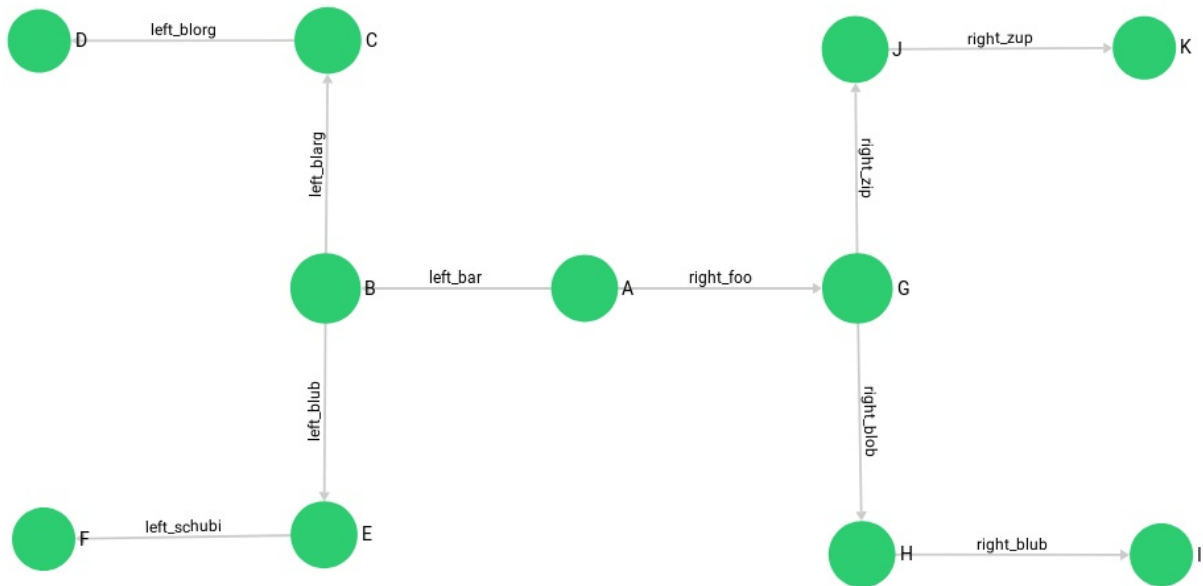 D
left_blorg
C
J
right_zup
K
left_blarg
right_zip
B
left_bar
A
right_foo
G
left_blub
right_blob
F
left_schubi
E
H
right_blub
I